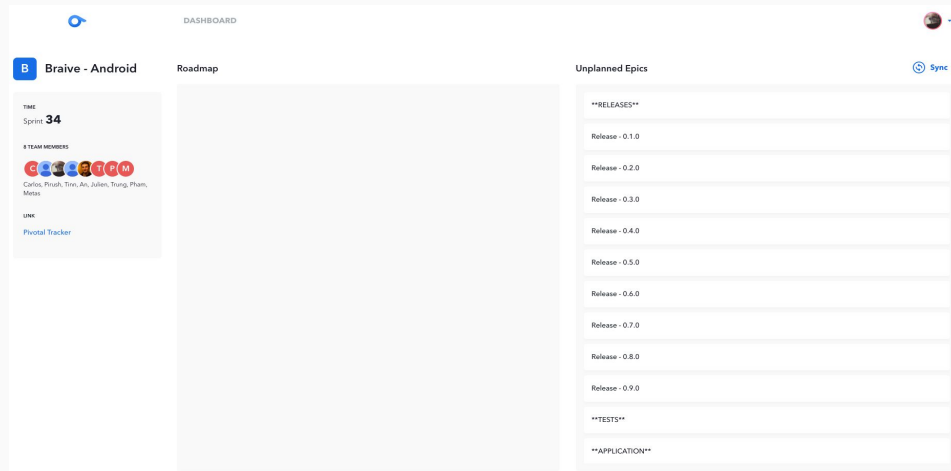 DASHBOARD
B
Braive - Android
TIME
Sprint 34
8 TEAM MEMBERS
C T P M
Carlos, Pirush, Tinn, An, Julien, Trung, Pham,
Metas
LINK
Pivotal Tracker
Roadmap
Unplanned Epics
Sync
**RELEASES**
Release - 0.1.0
Release - 0.2.0
Release - 0.3.0
Release - 0.4.0
Release - 0.5.0
Release - 0.6.0
Release - 0.7.0
Release - 0.8.0
Release - 0.9.0
**TESTS**
**APPLICATION**